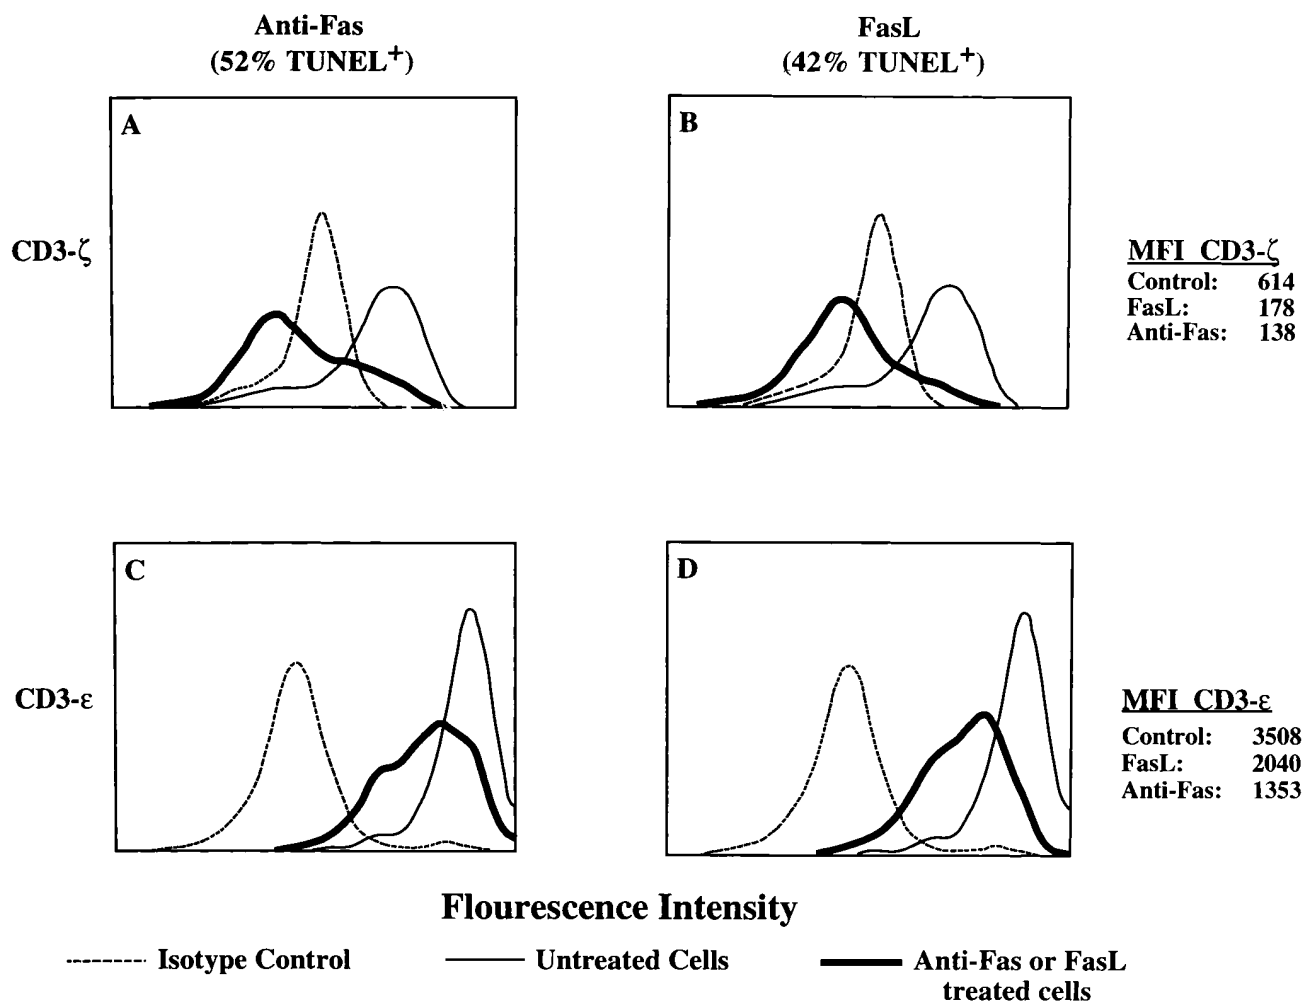 Anti-Fas
(52% TUNEL+)
FasL
(42% TUNEL+)
A
B
CD3-ζ
MFI CD3-ζ
Control: 614
FasL: 178
Anti-Fas: 138
C
D
CD3-ε
MFI CD3-ε
Control: 3508
FasL: 2040
Anti-Fas: 1353
Flourescence Intensity
Isotype Control
Untreated Cells
Anti-Fas or FasL
treated cells